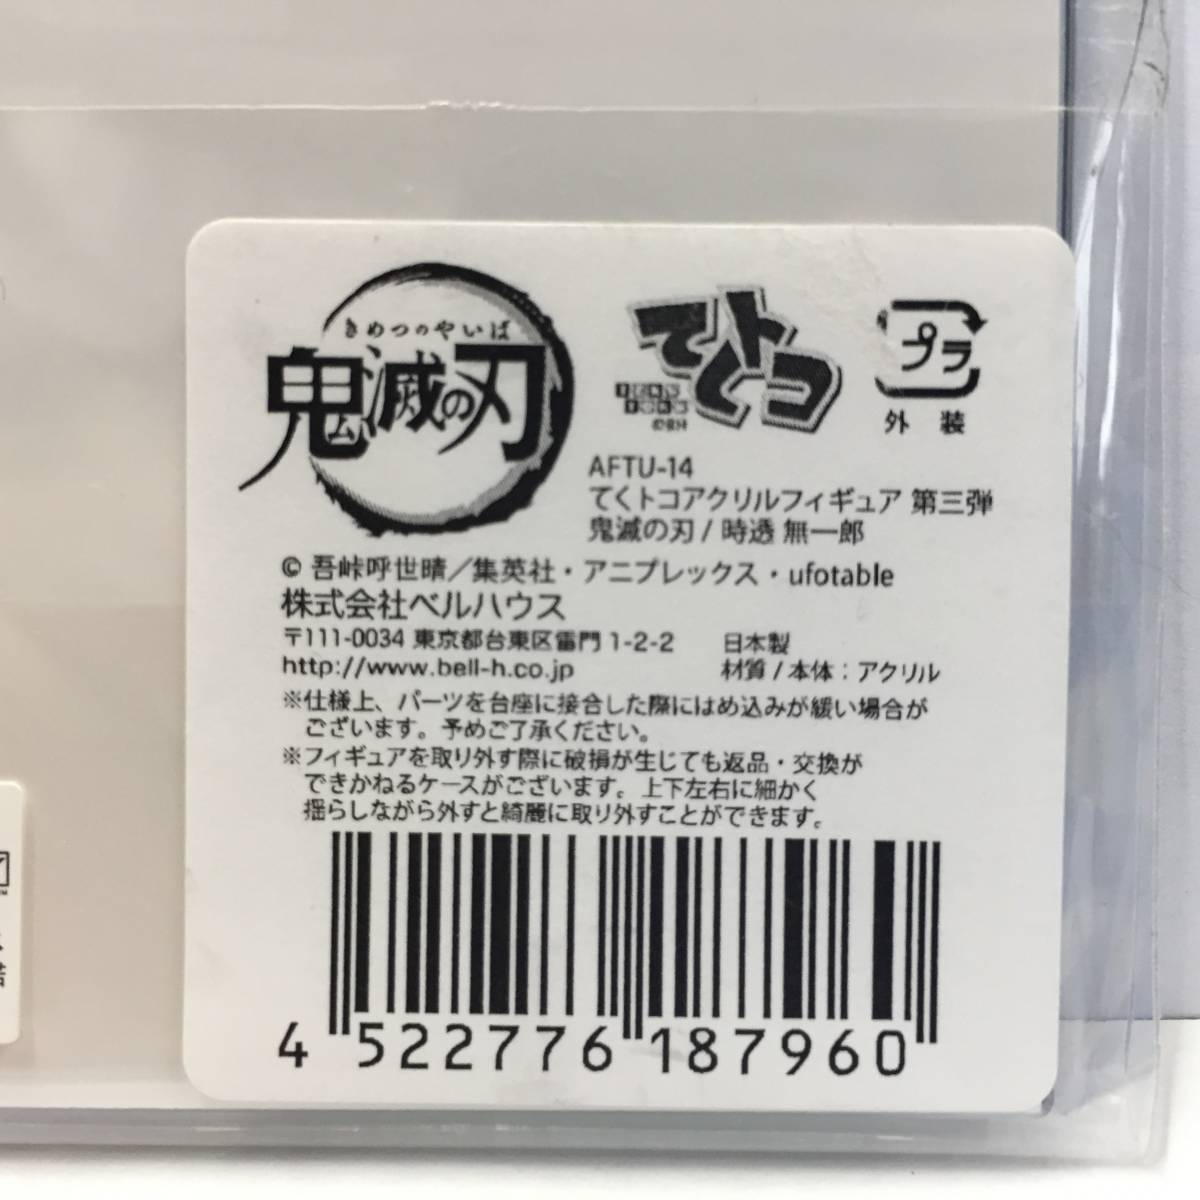 きめつのやいば
鬼滅の刃
てくトコ
TEKU
TOKO
プラ
外装
AFTU-14
てくトコアクリルフィギュア 第三弾
鬼滅の刃 / 時透 無一郎
© 吾峠呼世晴／集英社・アニプレックス・ufotable
株式会社ベルハウス
〒111-0034 東京都台東区雷門 1-2-2 日本製
http://www.bell-h.co.jp 材質 / 本体：アクリル
※仕様上、パーツを台座に接合した際にはめ込みが緩い場合が
ございます。予めご了承ください。
※フィギュアを取り外す際に破損が生じても返品・交換が
できかねるケースがございます。上下左右に細かく
揺らしながら外すと綺麗に取り外すことができます。
4 522776 187960